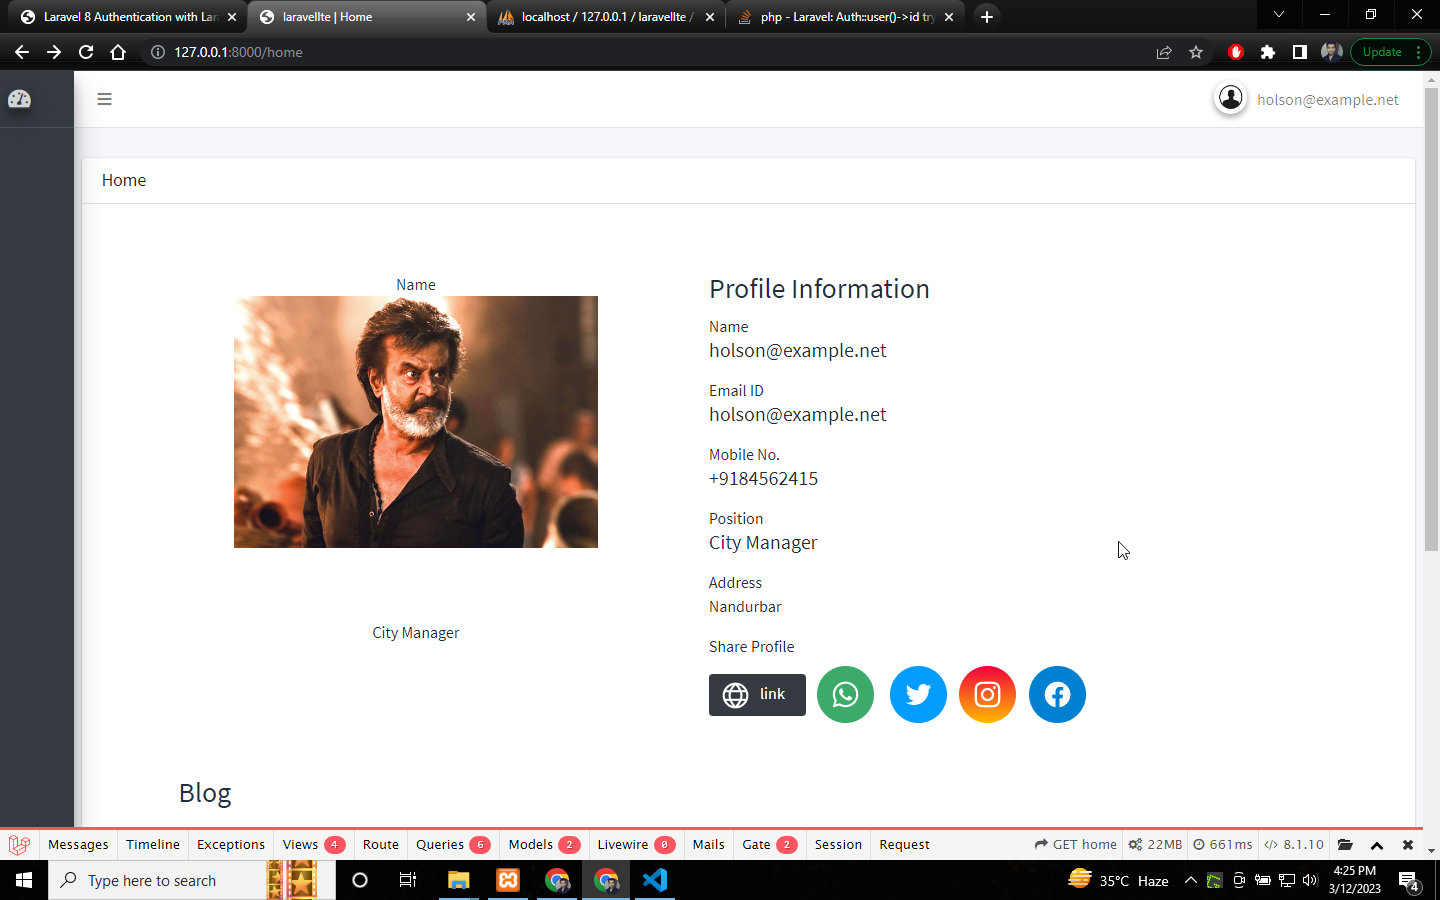 Laravel 8 Authentication with Lar
laravellte | Home
localhost / 127.0.0.1 / laravellte /
php - Laravel: Auth::user()->id try
127.0.0.1:8000/home
Update
holson@example.net
Home
Name
City Manager
Profile Information
Name
holson@example.net
Email ID
holson@example.net
Mobile No.
+9184562415
Position
City Manager
Address
Nandurbar
Share Profile
link
Blog
Messages
Timeline
Exceptions
Views 4
Route
Queries 6
Models 2
Livewire 0
Mails
Gate 2
Session
Request
GET home
22MB
661ms
8.1.10
Type here to search
35°C Haze
4:25 PM
3/12/2023
4